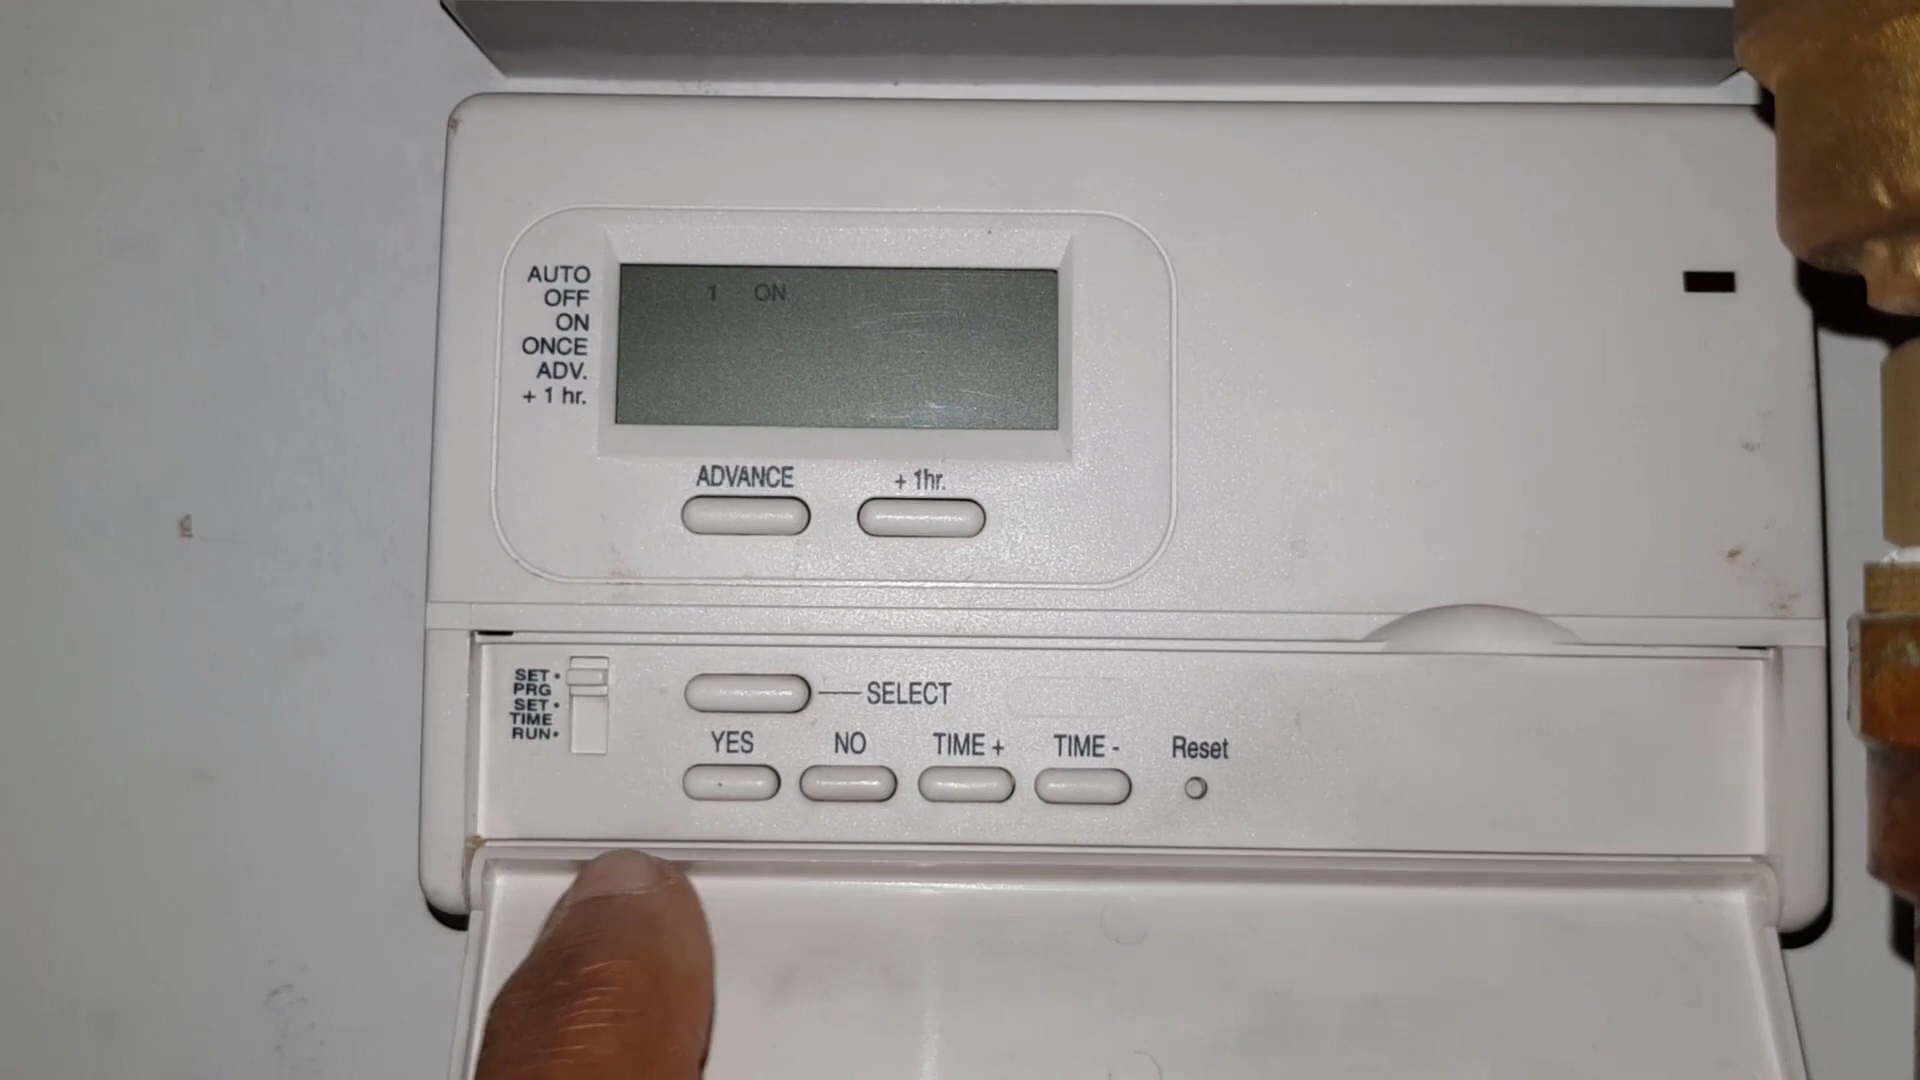 AUTO
OFF
ON
ONCE
ADV.
+ 1 hr.
1 ON
ADVANCE
+ 1hr.
SET
PRG
SET
TIME
RUN
SELECT
YES
NO
TIME +
TIME -
Reset